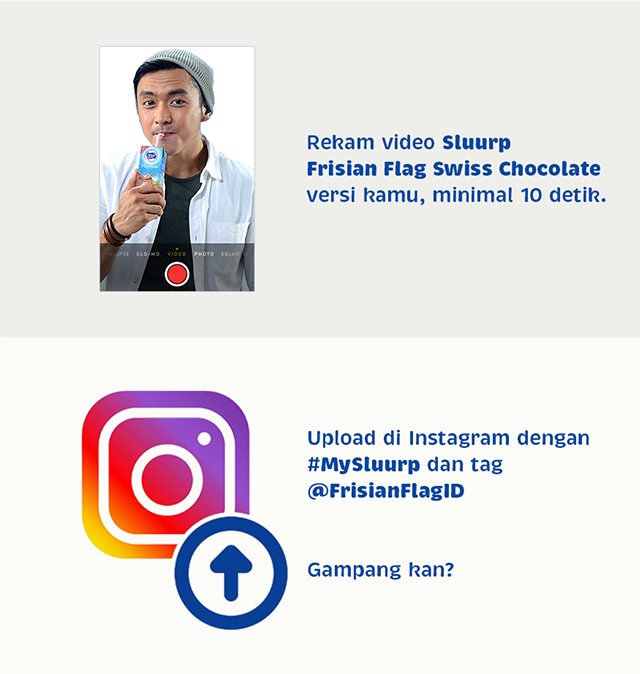 Rekam video Sluurp
Frisian Flag Swiss Chocolate
versi kamu, minimal 10 detik.
SLO-MO VIDEO PHOTO SQUARE
Upload di Instagram dengan
#MySluurp dan tag
@FrisianFlagID
Gampang kan?